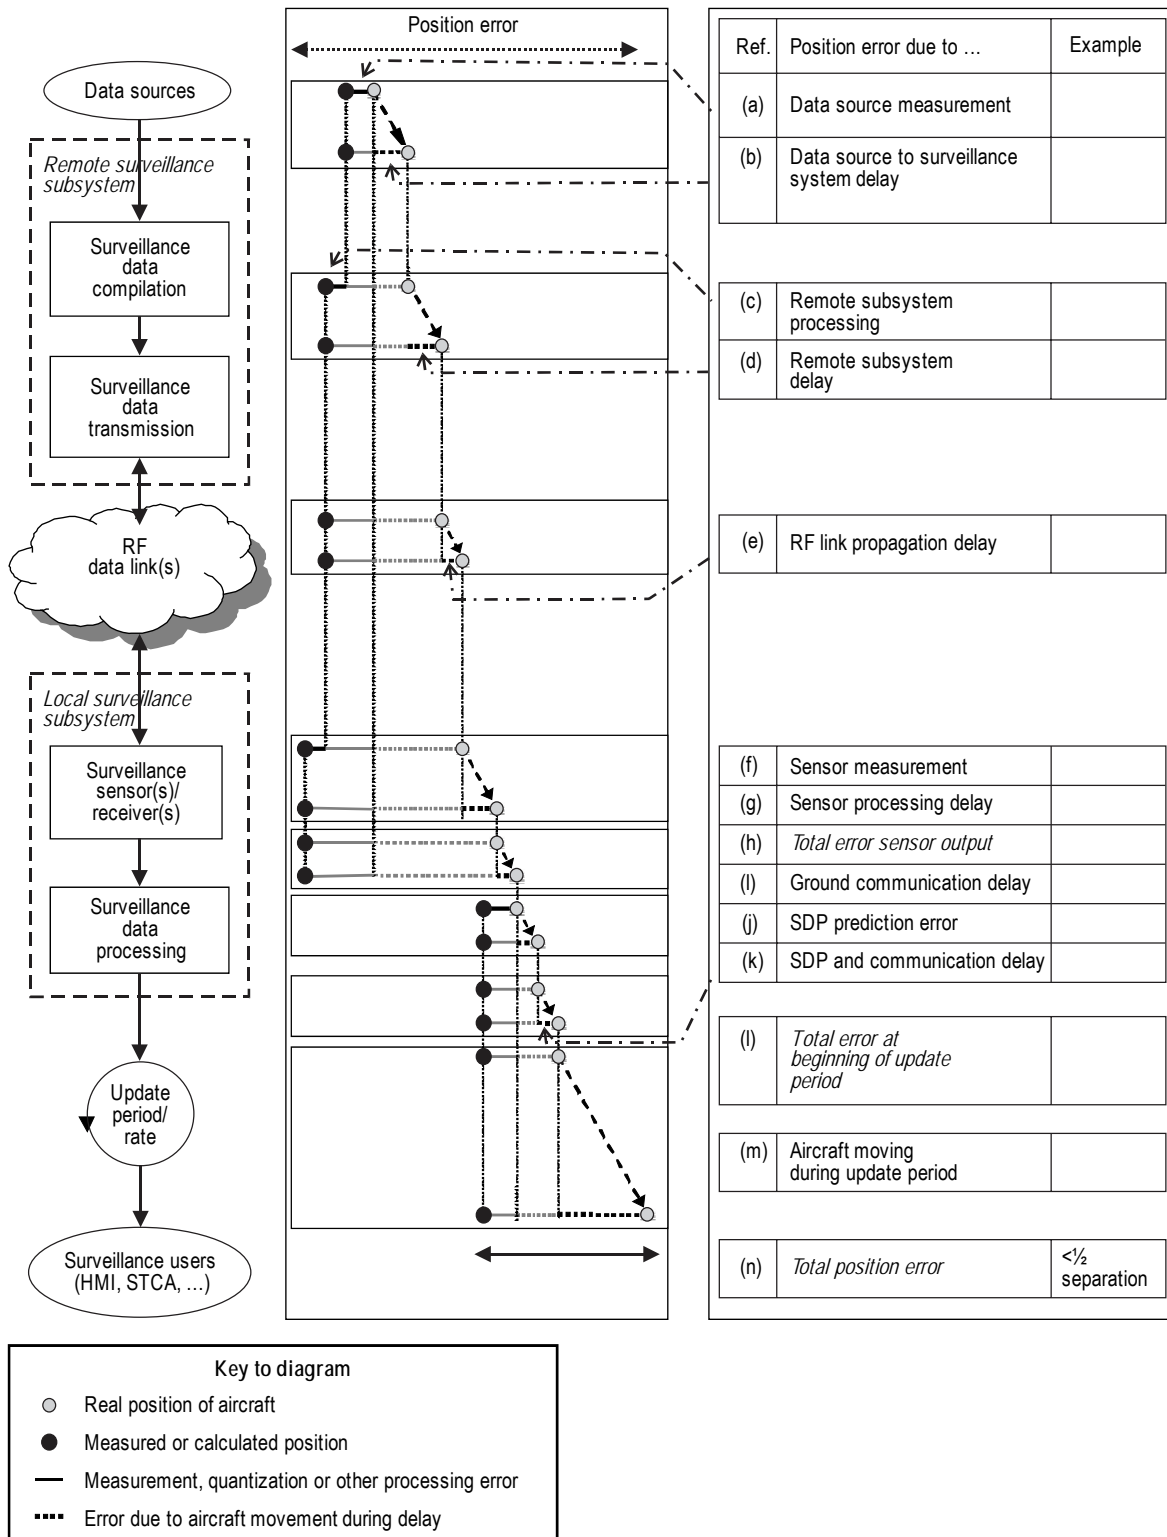 Position error
Data sources
Remote surveillance
subsystem
Surveillance
data
compilation
Surveillance
data
transmission
RF
data link(s)
Local surveillance
subsystem
Surveillance
sensor(s)/
receiver(s)
Surveillance
data
processing
Update
period/
rate
Surveillance users
(HMI, STCA, ...)
Ref. Position error due to ... Example
(a) Data source measurement
(b) Data source to surveillance
system delay
(c) Remote subsystem
processing
(d) Remote subsystem
delay
(e) RF link propagation delay
(f) Sensor measurement
(g) Sensor processing delay
(h) Total error sensor output
(l) Ground communication delay
(j) SDP prediction error
(k) SDP and communication delay
(l) Total error at
beginning of update
period
(m) Aircraft moving
during update period
(n) Total position error <½
separation
Key to diagram
Real position of aircraft
Measured or calculated position
Measurement, quantization or other processing error
Error due to aircraft movement during delay